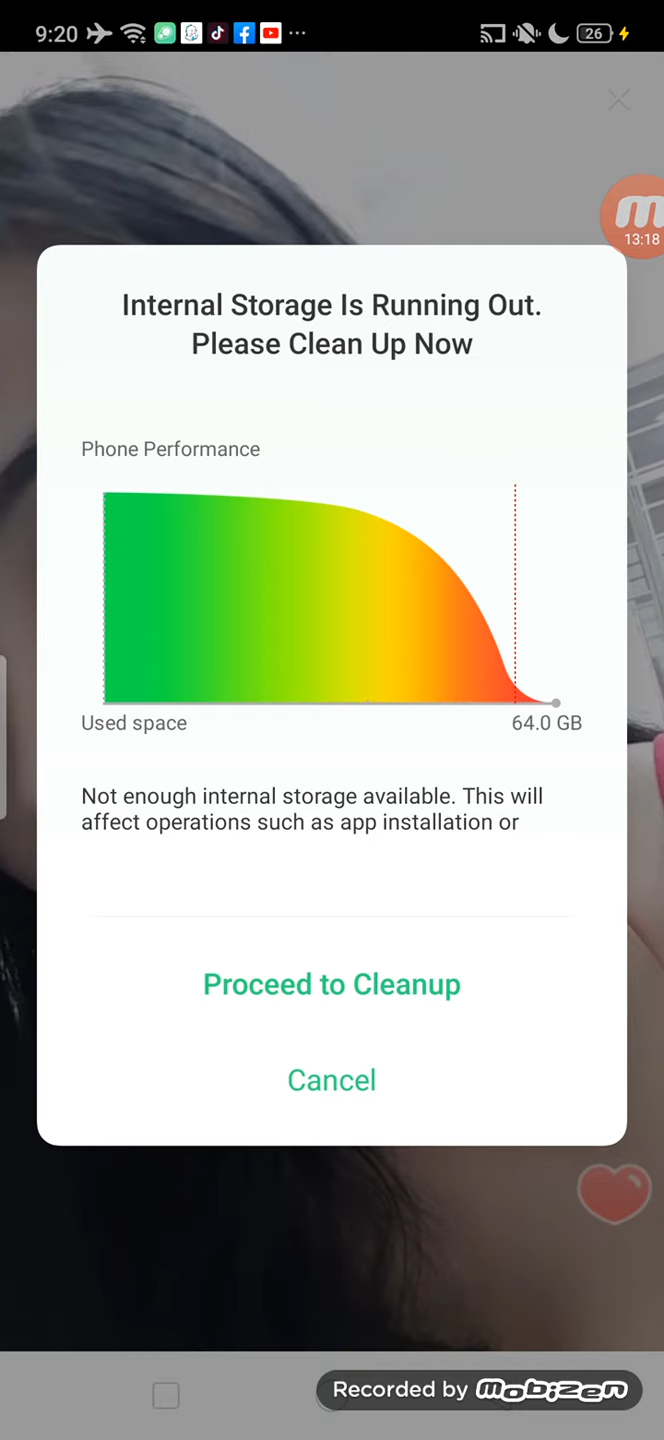 9:20
26
13:18
Internal Storage Is Running Out.
Please Clean Up Now
Phone Performance
Used space
64.0 GB
Not enough internal storage available. This will
affect operations such as app installation or
Proceed to Cleanup
Cancel
Recorded by Mobizen